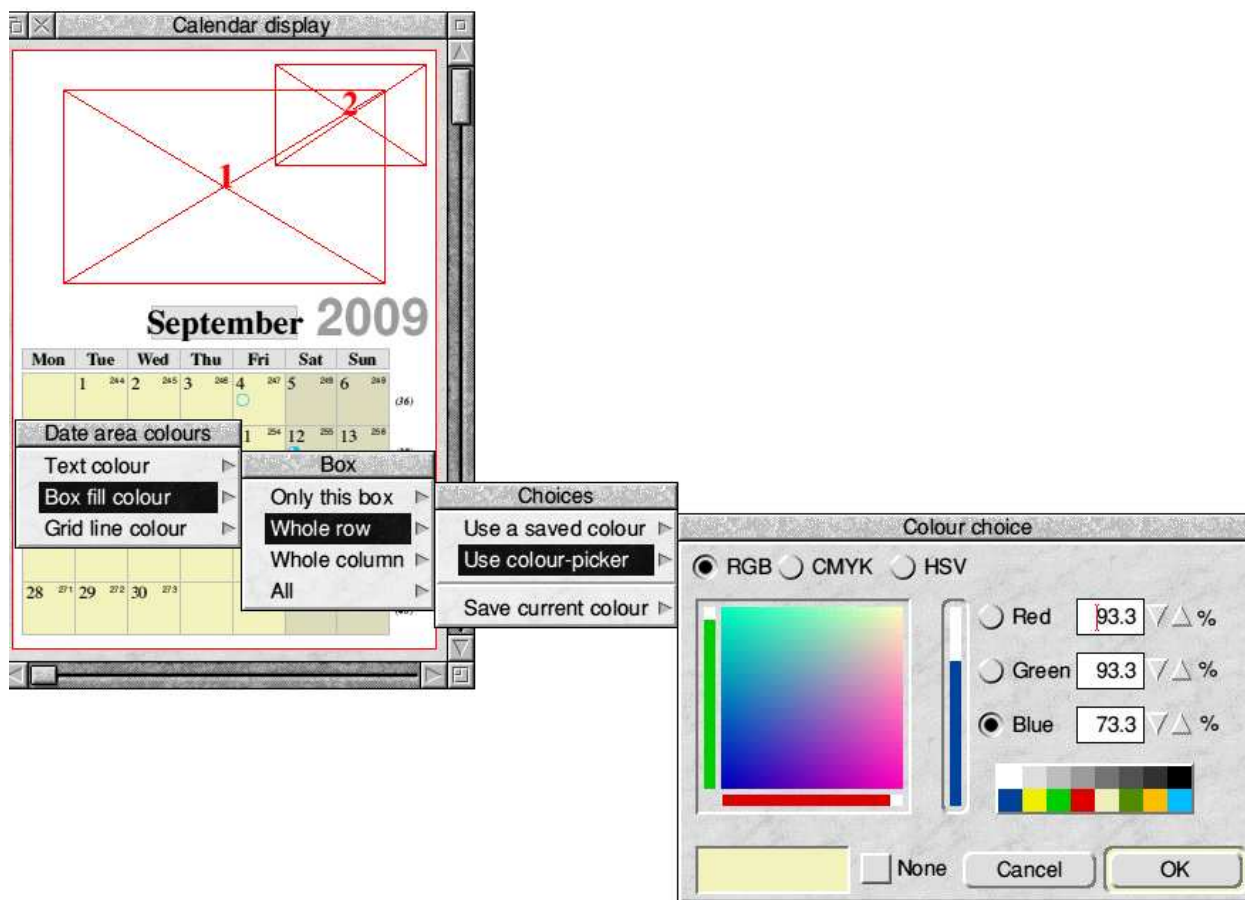 Calendar display
2
1
September 2009
Mon Tue Wed Thu Fri Sat Sun
1 244 2 245 3 246 4 247 5 248 6 249
(36)
1 254 12 255 13 256
28 271 29 272 30 273
Date area colours
Text colour
Box fill colour
Grid line colour
Box
Only this box
Whole row
Whole column
All
Choices
Use a saved colour
Use colour-picker
Save current colour
Colour choice
RGB CMYK HSV
Red 93.3 %
Green 93.3 %
Blue 73.3 %
None Cancel OK